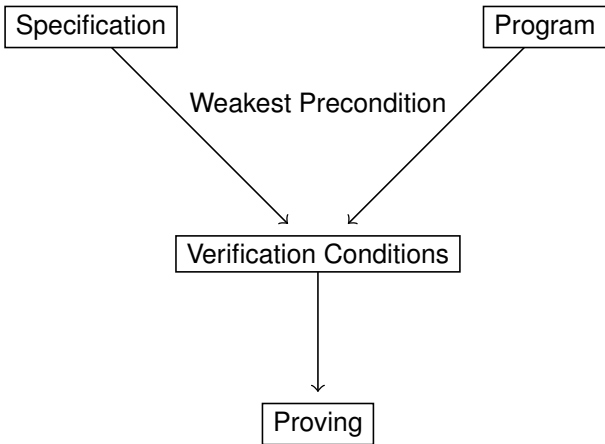 Specification
Program
Weakest Precondition
Verification Conditions
Proving